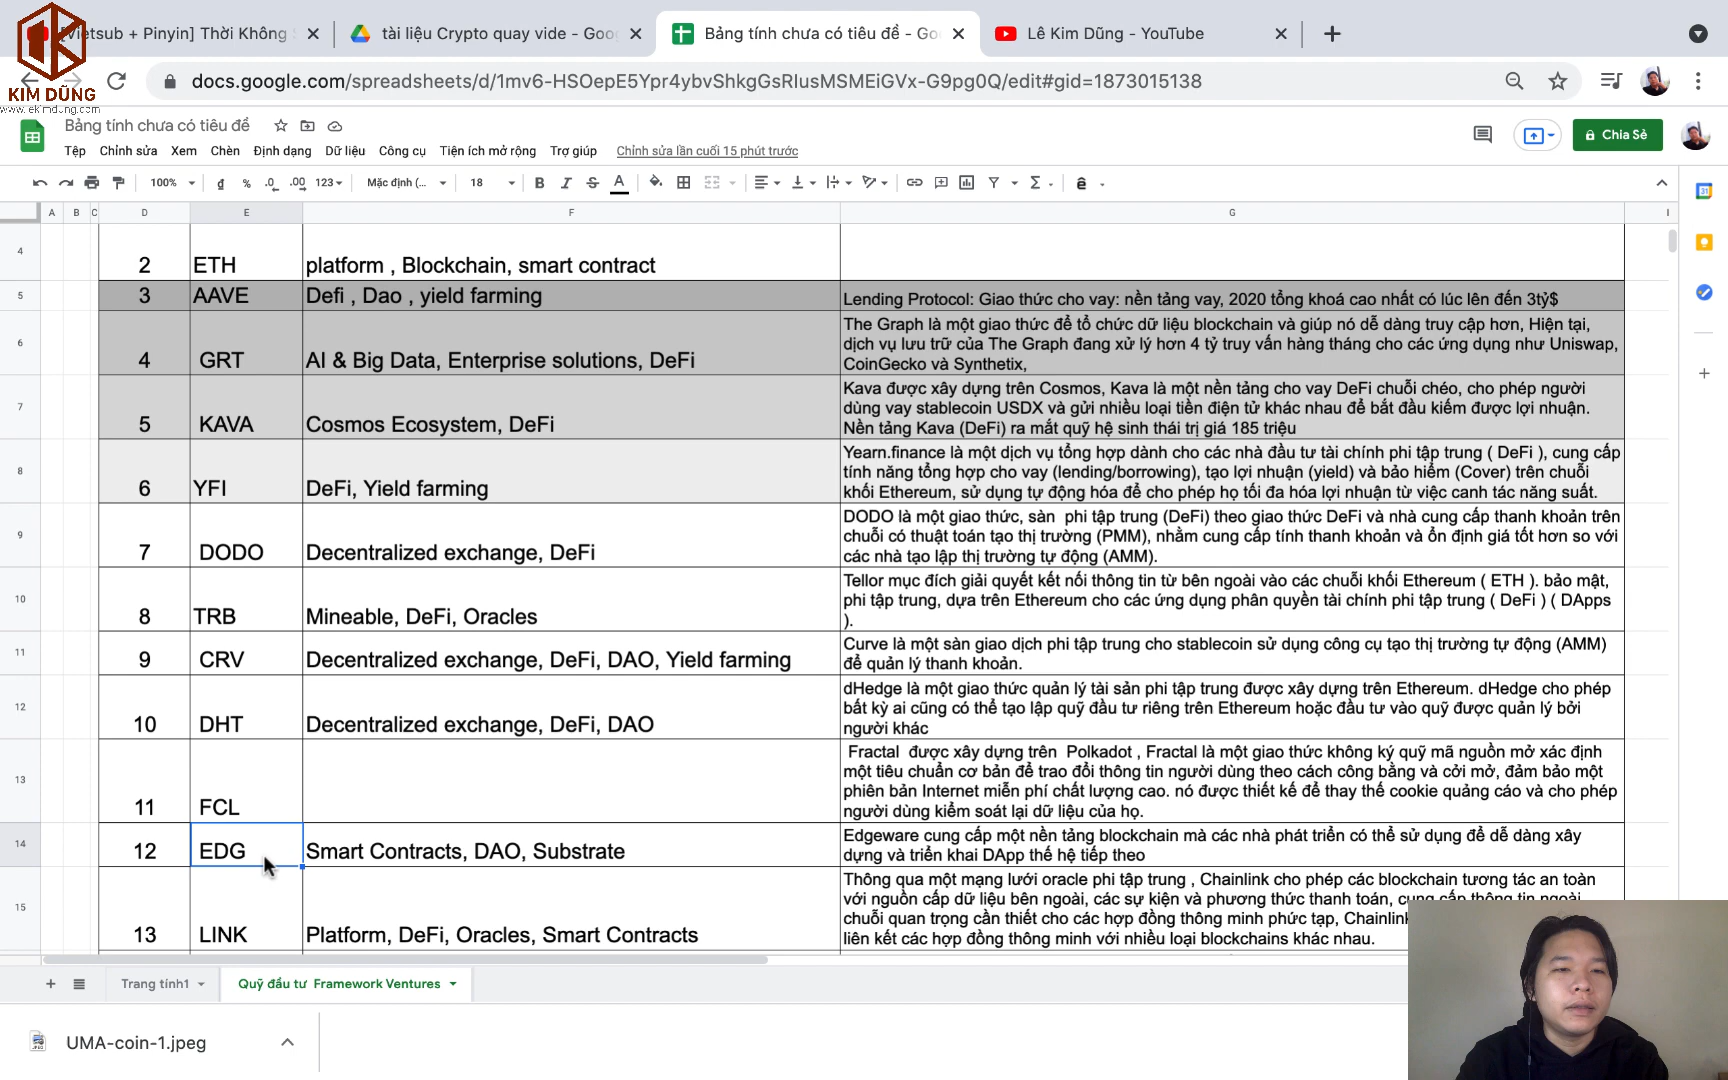 [Vietsub + Pinyin] Thời Không S
tài liệu Crypto quay vide - Goo
Bảng tính chưa có tiêu đề - Go
Lê Kim Dũng - YouTube
docs.google.com/spreadsheets/d/1mv6-HSOepE5Ypr4ybvShkgGsRIusMSMEiGVx-G9pg0Q/edit#gid=1873015138
KIM DŨNG
www.lekimdung.com
Bảng tính chưa có tiêu đề
Tệp Chỉnh sửa Xem Chèn Định dạng Dữ liệu Công cụ Tiện ích mở rộng Trợ giúp Chỉnh sửa lần cuối 15 phút trước
Chia Sẻ
100% đ % .0 .00 123 Mặc định (... 18 B I S A
A B C D E F G I
4 2 ETH platform , Blockchain, smart contract
5 3 AAVE Defi , Dao , yield farming Lending Protocol: Giao thức cho vay: nền tảng vay, 2020 tổng khoá cao nhất có lúc lên đến 3tỷ$
The Graph là một giao thức để tổ chức dữ liệu blockchain và giúp nó dễ dàng truy cập hơn, Hiện tại,
dịch vụ lưu trữ của The Graph đang xử lý hơn 4 tỷ truy vấn hàng tháng cho các ứng dụng như Uniswap,
6 4 GRT AI & Big Data, Enterprise solutions, DeFi CoinGecko và Synthetix,
Kava được xây dựng trên Cosmos, Kava là một nền tảng cho vay DeFi chuỗi chéo, cho phép người
dùng vay stablecoin USDX và gửi nhiều loại tiền điện tử khác nhau để bắt đầu kiếm được lợi nhuận.
7 5 KAVA Cosmos Ecosystem, DeFi Nền tảng Kava (DeFi) ra mắt quỹ hệ sinh thái trị giá 185 triệu
Yearn.finance là một dịch vụ tổng hợp dành cho các nhà đầu tư tài chính phi tập trung ( DeFi ), cung cấp
tính năng tổng hợp cho vay (lending/borrowing), tạo lợi nhuận (yield) và bảo hiểm (Cover) trên chuỗi
8 6 YFI DeFi, Yield farming khối Ethereum, sử dụng tự động hóa để cho phép họ tối đa hóa lợi nhuận từ việc canh tác năng suất.
DODO là một giao thức, sàn phi tập trung (DeFi) theo giao thức DeFi và nhà cung cấp thanh khoản trên
chuỗi có thuật toán tạo thị trường (PMM), nhằm cung cấp tính thanh khoản và ổn định giá tốt hơn so với
9 7 DODO Decentralized exchange, DeFi các nhà tạo lập thị trường tự động (AMM).
Tellor mục đích giải quyết kết nối thông tin từ bên ngoài vào các chuỗi khối Ethereum ( ETH ). bảo mật,
phi tập trung, dựa trên Ethereum cho các ứng dụng phân quyền tài chính phi tập trung ( DeFi ) ( DApps
10 8 TRB Mineable, DeFi, Oracles ).
Curve là một sàn giao dịch phi tập trung cho stablecoin sử dụng công cụ tạo thị trường tự động (AMM)
11 9 CRV Decentralized exchange, DeFi, DAO, Yield farming để quản lý thanh khoản.
dHedge là một giao thức quản lý tài sản phi tập trung được xây dựng trên Ethereum. dHedge cho phép
bất kỳ ai cũng có thể tạo lập quỹ đầu tư riêng trên Ethereum hoặc đầu tư vào quỹ được quản lý bởi
12 10 DHT Decentralized exchange, DeFi, DAO người khác
Fractal được xây dựng trên Polkadot , Fractal là một giao thức không ký quỹ mã nguồn mở xác định
một tiêu chuẩn cơ bản để trao đổi thông tin người dùng theo cách công bằng và cởi mở, đảm bảo một
phiên bản Internet miễn phí chất lượng cao. nó được thiết kế để thay thế cookie quảng cáo và cho phép
13 11 FCL người dùng kiểm soát lại dữ liệu của họ.
Edgeware cung cấp một nền tảng blockchain mà các nhà phát triển có thể sử dụng để dễ dàng xây
14 12 EDG Smart Contracts, DAO, Substrate dựng và triển khai DApp thế hệ tiếp theo
Thông qua một mạng lưới oracle phi tập trung , Chainlink cho phép các blockchain tương tác an toàn
với nguồn cấp dữ liệu bên ngoài, các sự kiện và phương thức thanh toán, cung cấp thông tin ngoài
chuỗi quan trọng cần thiết cho các hợp đồng thông minh phức tạp, Chainlink
15 13 LINK Platform, DeFi, Oracles, Smart Contracts liên kết các hợp đồng thông minh với nhiều loại blockchains khác nhau.
Trang tính1 Quỹ đầu tư Framework Ventures
UMA-coin-1.jpeg